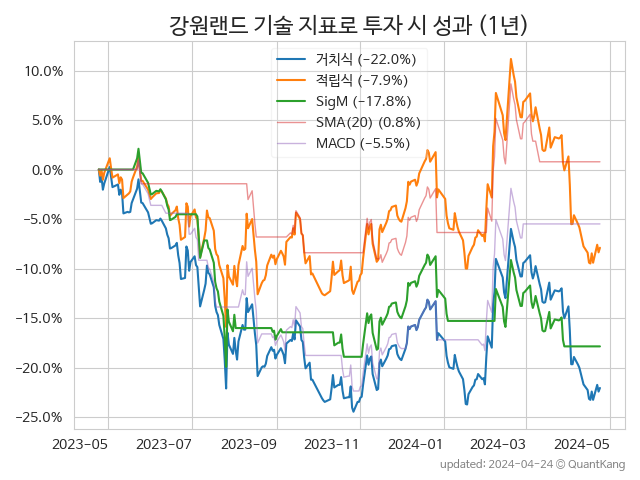 강원랜드 기술 지표로 투자 시 성과 (1년)
거치식 (-22.0%)
적립식 (-7.9%)
SigM (-17.8%)
SMA(20) (0.8%)
MACD (-5.5%)
10.0%
5.0%
0.0%
-5.0%
-10.0%
-15.0%
-20.0%
-25.0%
2023-05 2023-07 2023-09 2023-11 2024-01 2024-03 2024-05
updated: 2024-04-24 © QuantKang